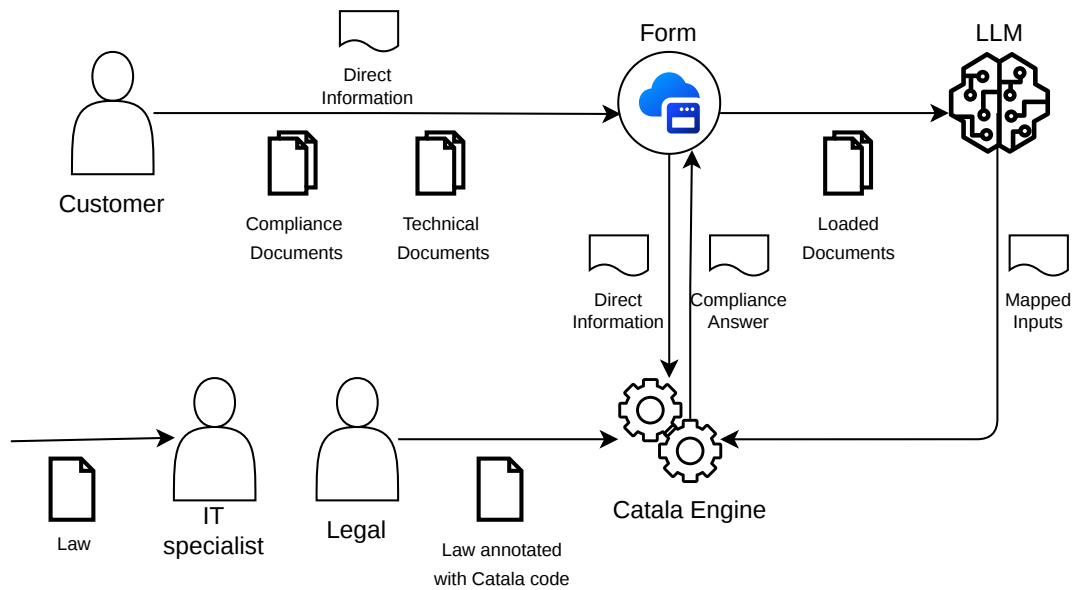 Form
LLM
Direct
Information
Customer
Compliance
Documents
Technical
Documents
Loaded
Documents
Direct
Information
Compliance
Answer
Mapped
Inputs
Law
IT
specialist
Legal
Law annotated
with Catala code
Catala Engine